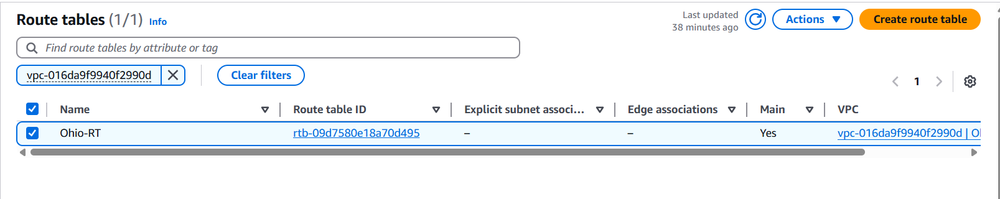 Route tables (1/1) Info
Last updated
38 minutes ago
Actions
Create route table
Find route tables by attribute or tag
vpc-016da9f9940f2990d
Clear filters
1
Name Route table ID Explicit subnet associ... Edge associations Main VPC
Ohio-RT rtb-09d7580e18a70d495 – – Yes vpc-016da9f9940f2990d |